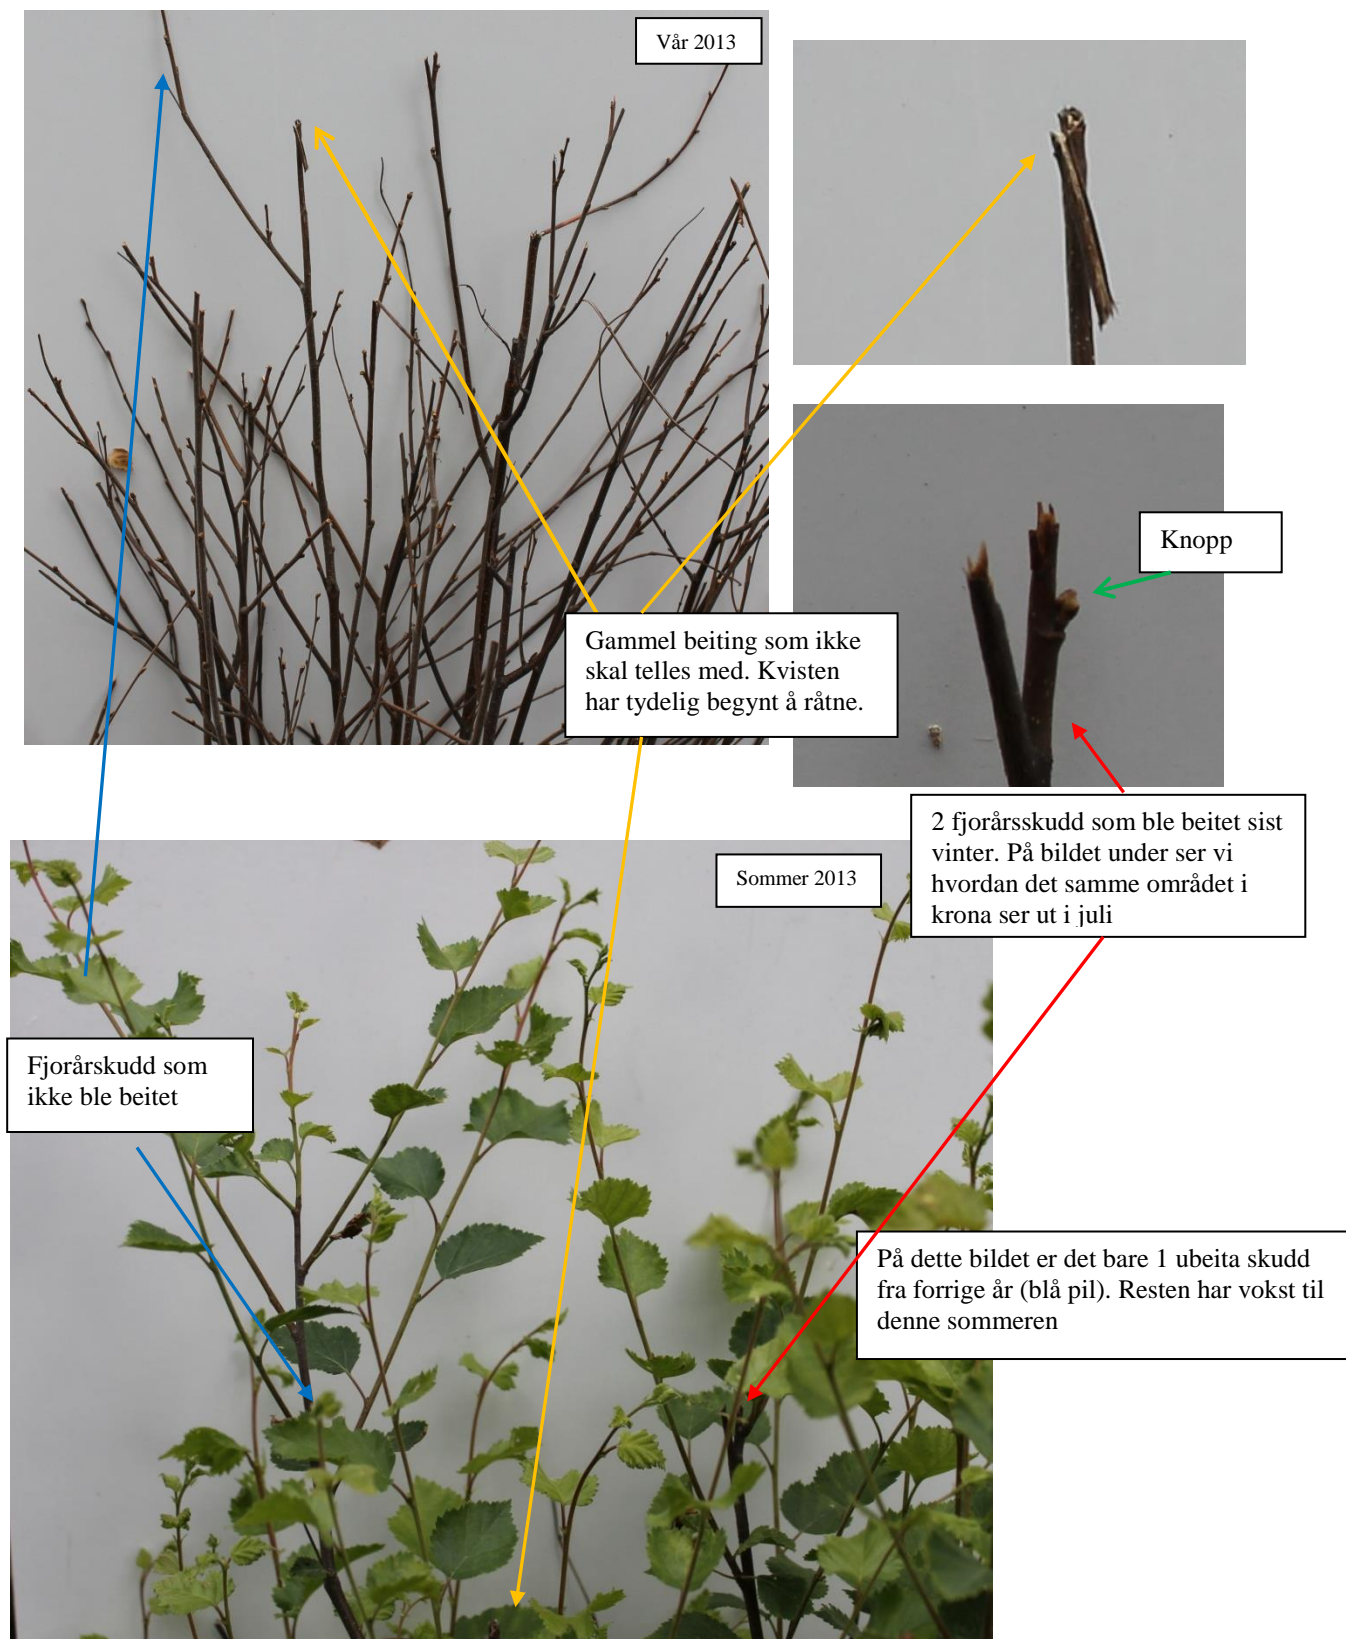 Vår 2013
Knopp
Gammel beiting som ikke
skal telles med. Kvisten
har tydelig begynt å råtne.
2 fjorårsskudd som ble beitet sist
vinter. På bildet under ser vi
hvordan det samme området i
krona ser ut i juli
Sommer 2013
Fjorårskudd som
ikke ble beitet
På dette bildet er det bare 1 ubeita skudd
fra forrige år (blå pil). Resten har vokst til
denne sommeren